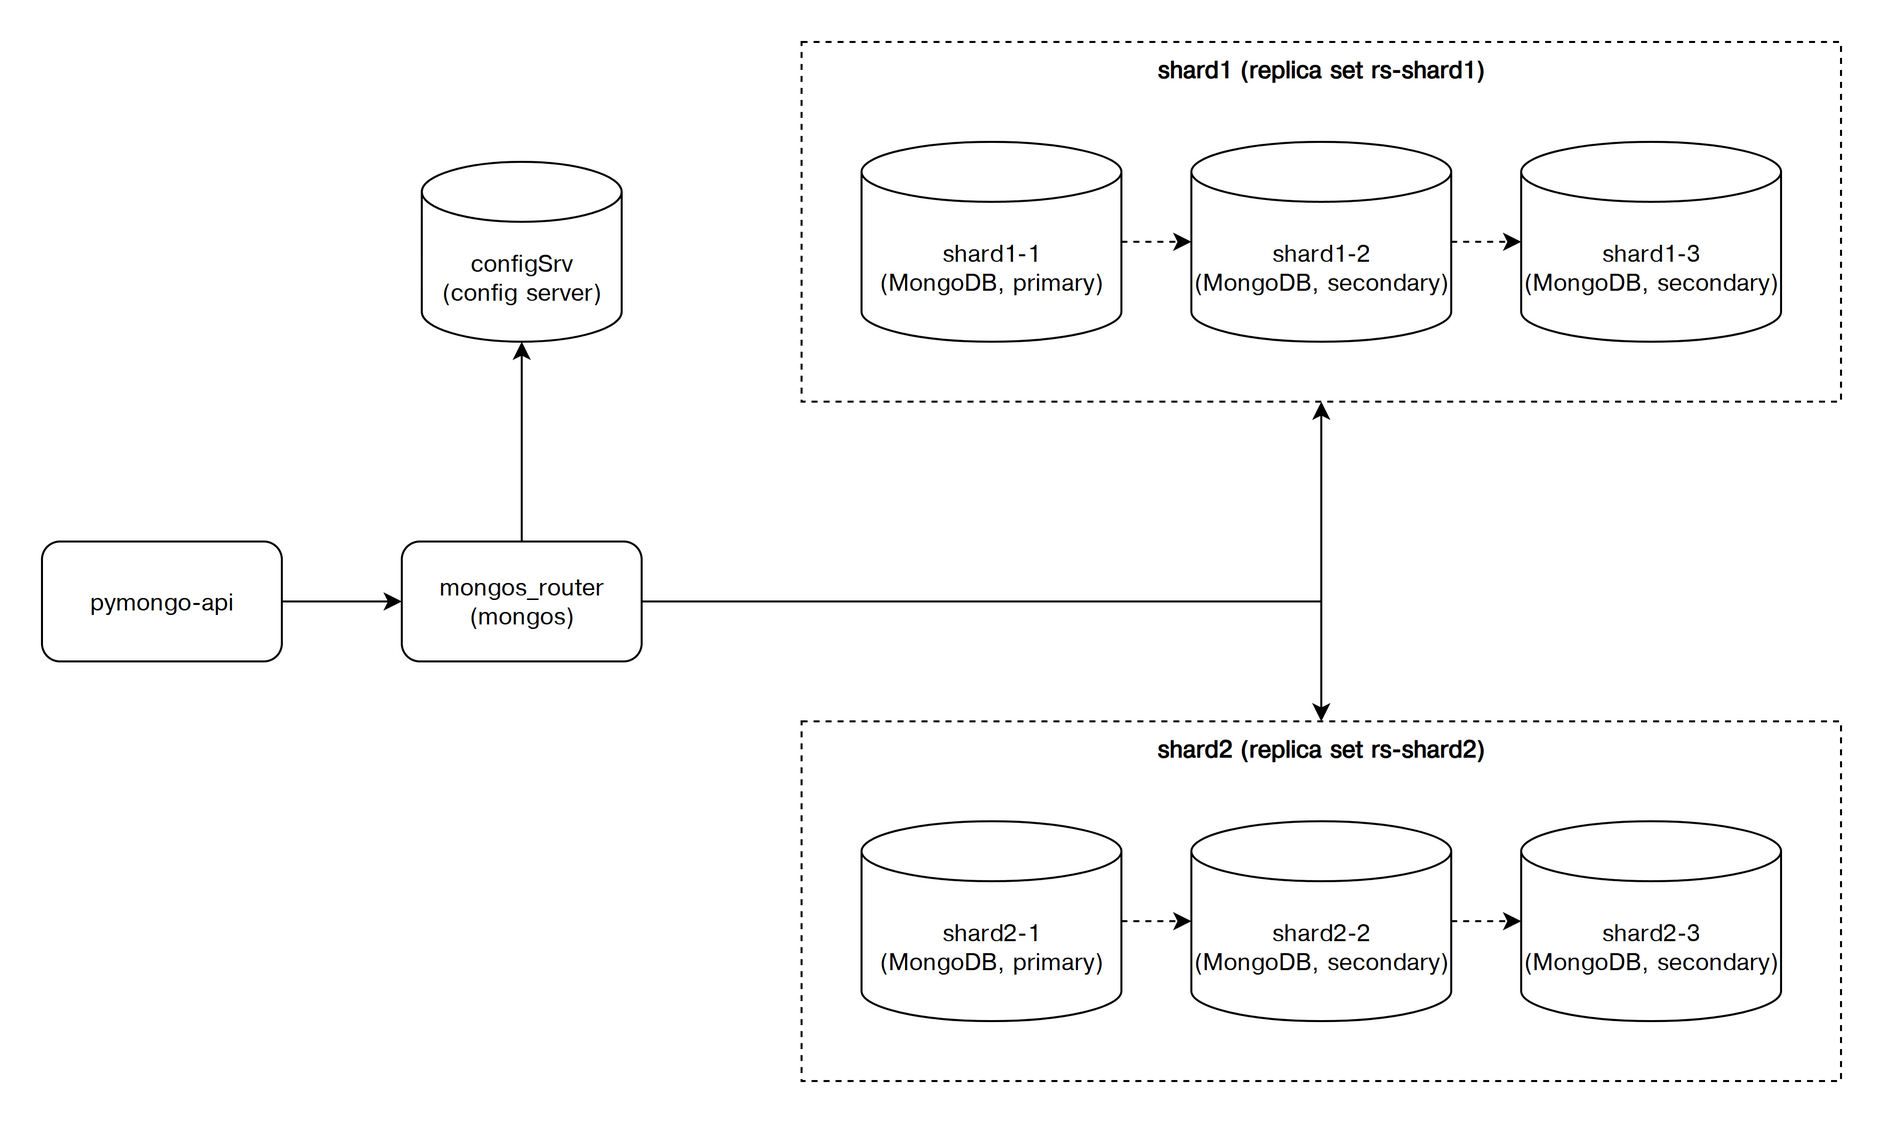 shard1 (replica set rs-shard1)
shard1-1
(MongoDB, primary)
shard1-2
(MongoDB, secondary)
shard1-3
(MongoDB, secondary)
configSrv
(config server)
pymongo-api
mongos_router
(mongos)
shard2 (replica set rs-shard2)
shard2-1
(MongoDB, primary)
shard2-2
(MongoDB, secondary)
shard2-3
(MongoDB, secondary)